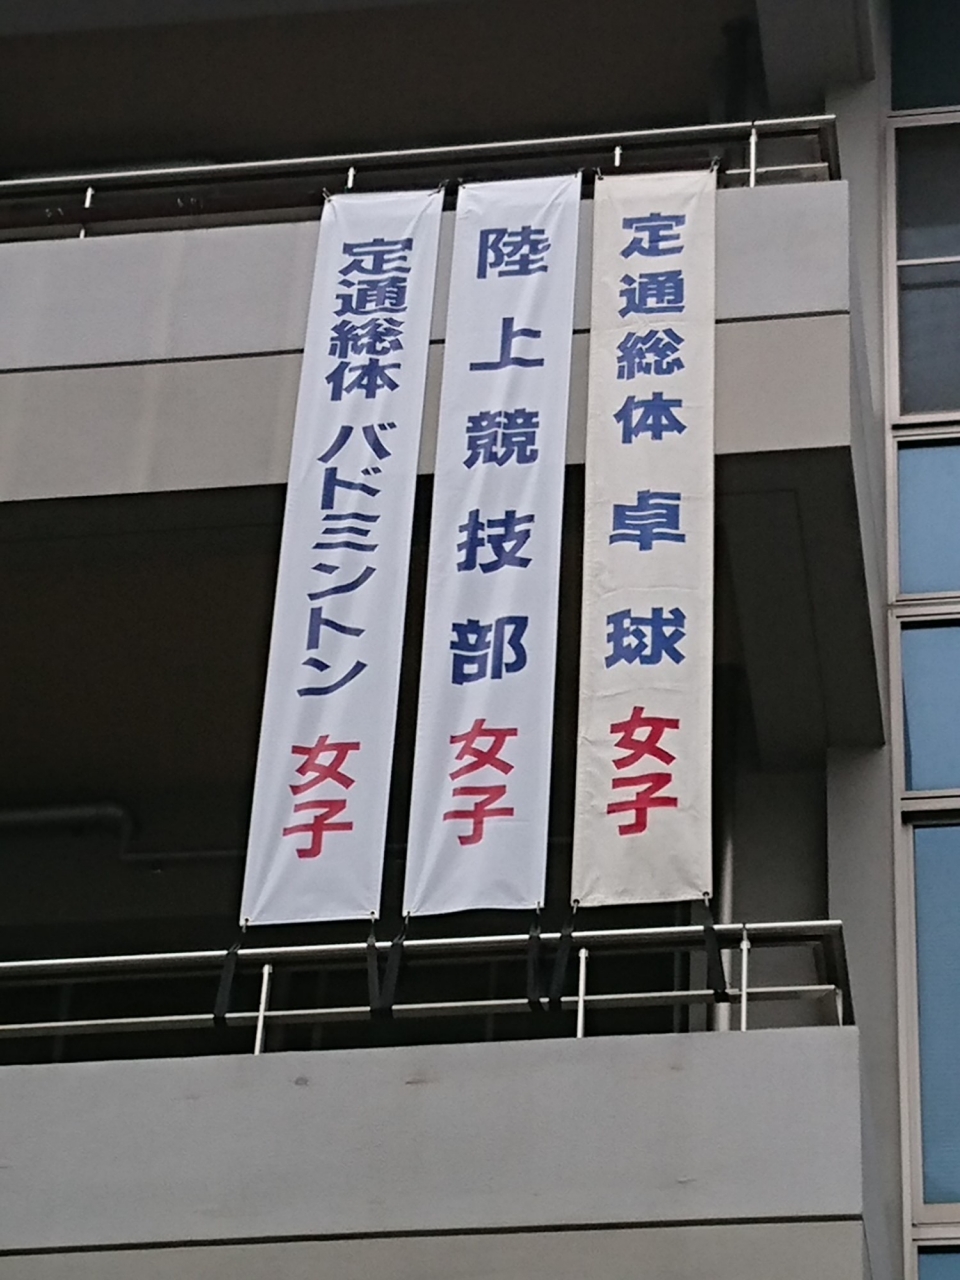 定通総体 卓球 女子
陸上競技部 女子
定通総体 バドミントン 女子